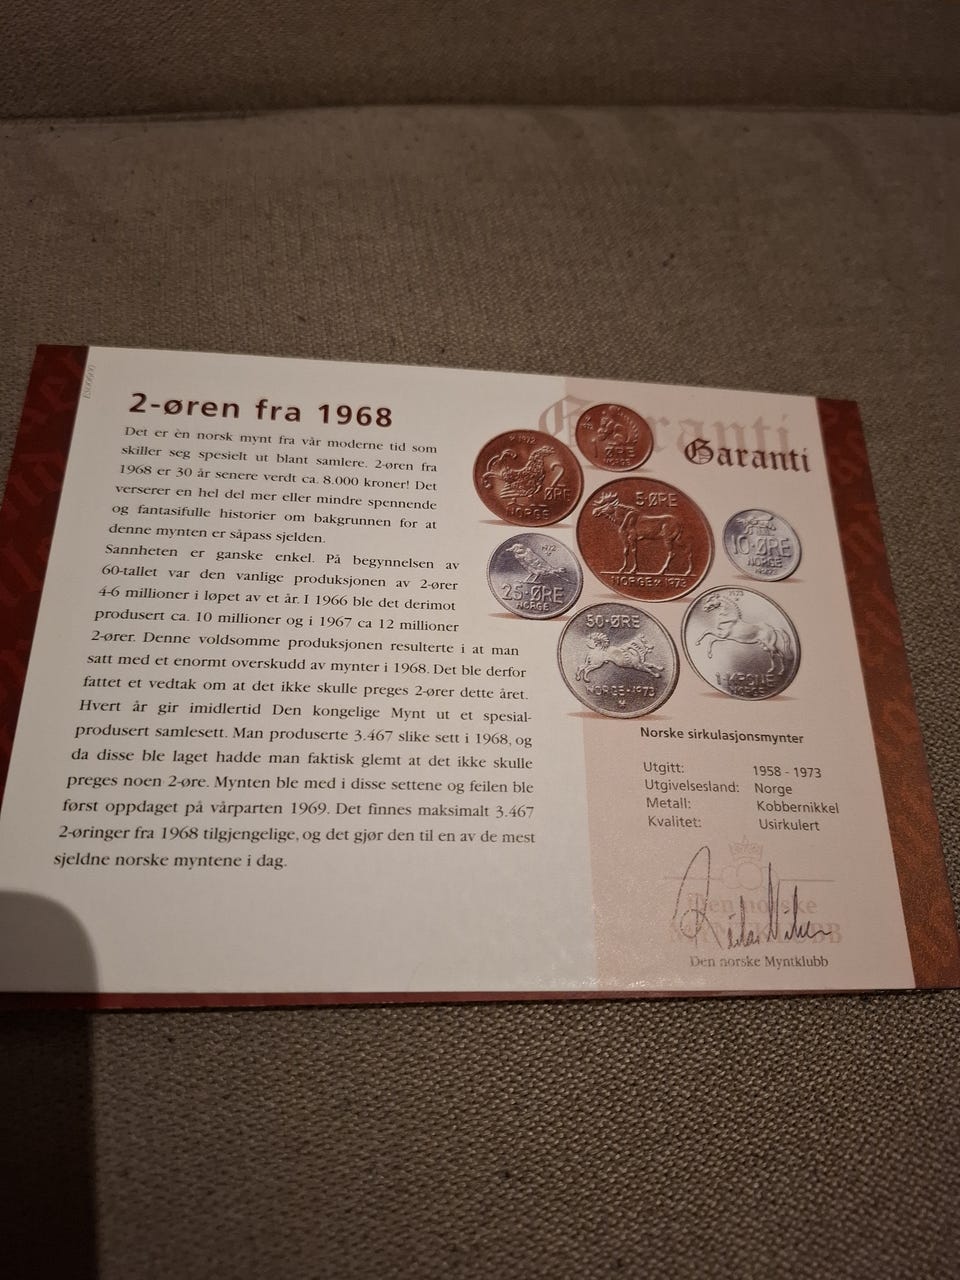 2-øren fra 1968
Det er èn norsk mynt fra vår moderne tid som
skiller seg spesielt ut blant samlere. 2-øren fra
1968 er 30 år senere verdt ca. 8.000 kroner! Det
verserer en hel del mer eller mindre spennende
og fantasifulle historier om bakgrunnen for at
denne mynten er såpass sjelden.
Sannheten er ganske enkel. På begynnelsen av
60-tallet var den vanlige produksjonen av 2-ører
4-6 millioner i løpet av et år. I 1966 ble det derimot
produsert ca. 10 millioner og i 1967 ca 12 millioner
2-ører. Denne voldsomme produksjonen resulterte i at man
satt med et enormt overskudd av mynter i 1968. Det ble derfor
fattet et vedtak om at det ikke skulle preges 2-ører dette året.
Hvert år gir imidlertid Den kongelige Mynt ut et spesial-
produsert samlesett. Man produserte 3.467 slike sett i 1968, og
da disse ble laget hadde man faktisk glemt at det ikke skulle
preges noen 2-øre. Mynten ble med i disse settene og feilen ble
først oppdaget på vårparten 1969. Det finnes maksimalt 3.467
2-øringer fra 1968 tilgjengelige, og det gjør den til en av de mest
sjeldne norske myntene i dag.
Garanti
Garanti
1972
2 ØRE
NORGE
1 ØRE
NORGE
5·ØRE
NORGE 1973
10·ØRE
NORGE
1972
25·ØRE
NORGE
50·ØRE
NORGE·1973
1·KRONE
NORGE
Norske sirkulasjonsmynter
Utgitt: 1958 - 1973
Utgivelsesland: Norge
Metall: Kobbernikkel
Kvalitet: Usirkulert
Den norske
MYNTKLUBB
Den norske Myntklubb